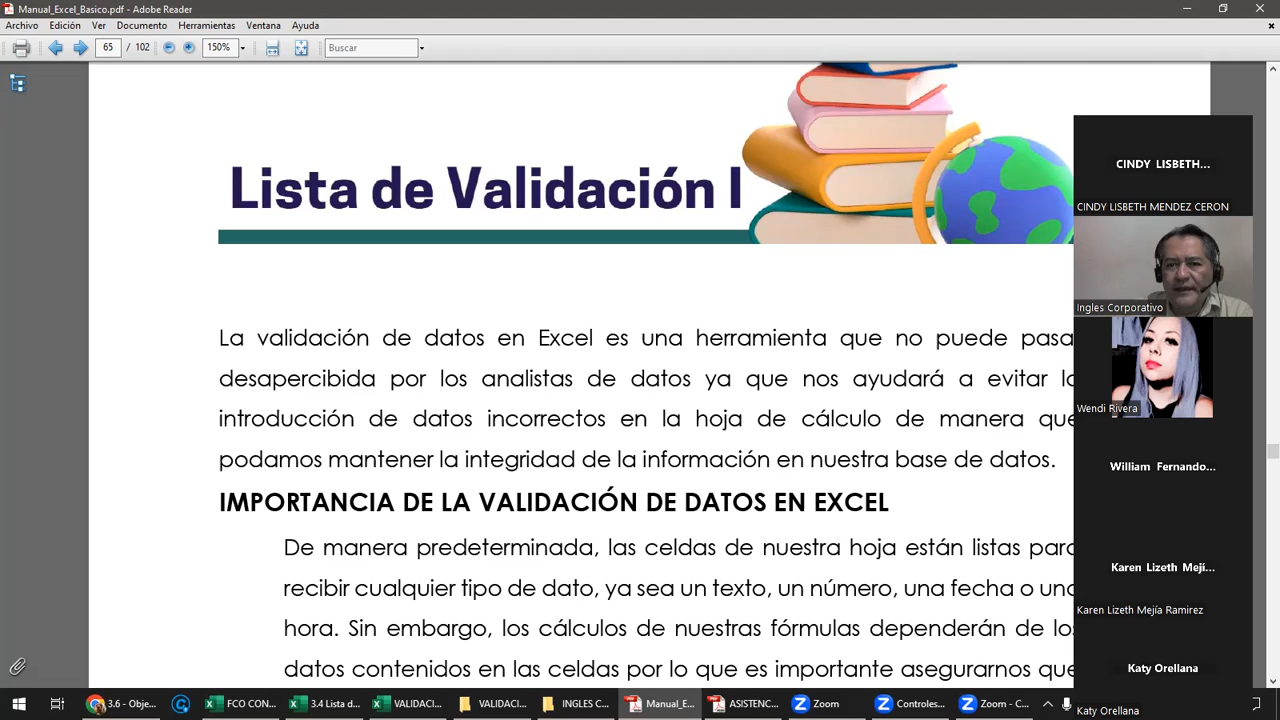 Manual_Excel_Basico.pdf - Adobe Reader
Archivo Edición Ver Documento Herramientas Ventana Ayuda
65 / 102 150% Buscar
Lista de Validación I
La validación de datos en Excel es una herramienta que no puede pasa
desapercibida por los analistas de datos ya que nos ayudará a evitar la
introducción de datos incorrectos en la hoja de cálculo de manera que
podamos mantener la integridad de la información en nuestra base de datos.
IMPORTANCIA DE LA VALIDACIÓN DE DATOS EN EXCEL
De manera predeterminada, las celdas de nuestra hoja están listas para
recibir cualquier tipo de dato, ya sea un texto, un número, una fecha o una
hora. Sin embargo, los cálculos de nuestras fórmulas dependerán de los
datos contenidos en las celdas por lo que es importante asegurarnos que
CINDY LISBETH...
CINDY LISBETH MENDEZ CERON
Ingles Corporativo
Wendi Rivera
William Fernando...
Karen Lizeth Meji...
Karen Lizeth Mejía Ramirez
Katy Orellana
Katy Orellana
3.6 - Obje... FCO CON... 3.4 Lista d... VALIDACI... VALIDAC... INGLES C... Manual_E... ASISTENC... Zoom Controles... Zoom - C...